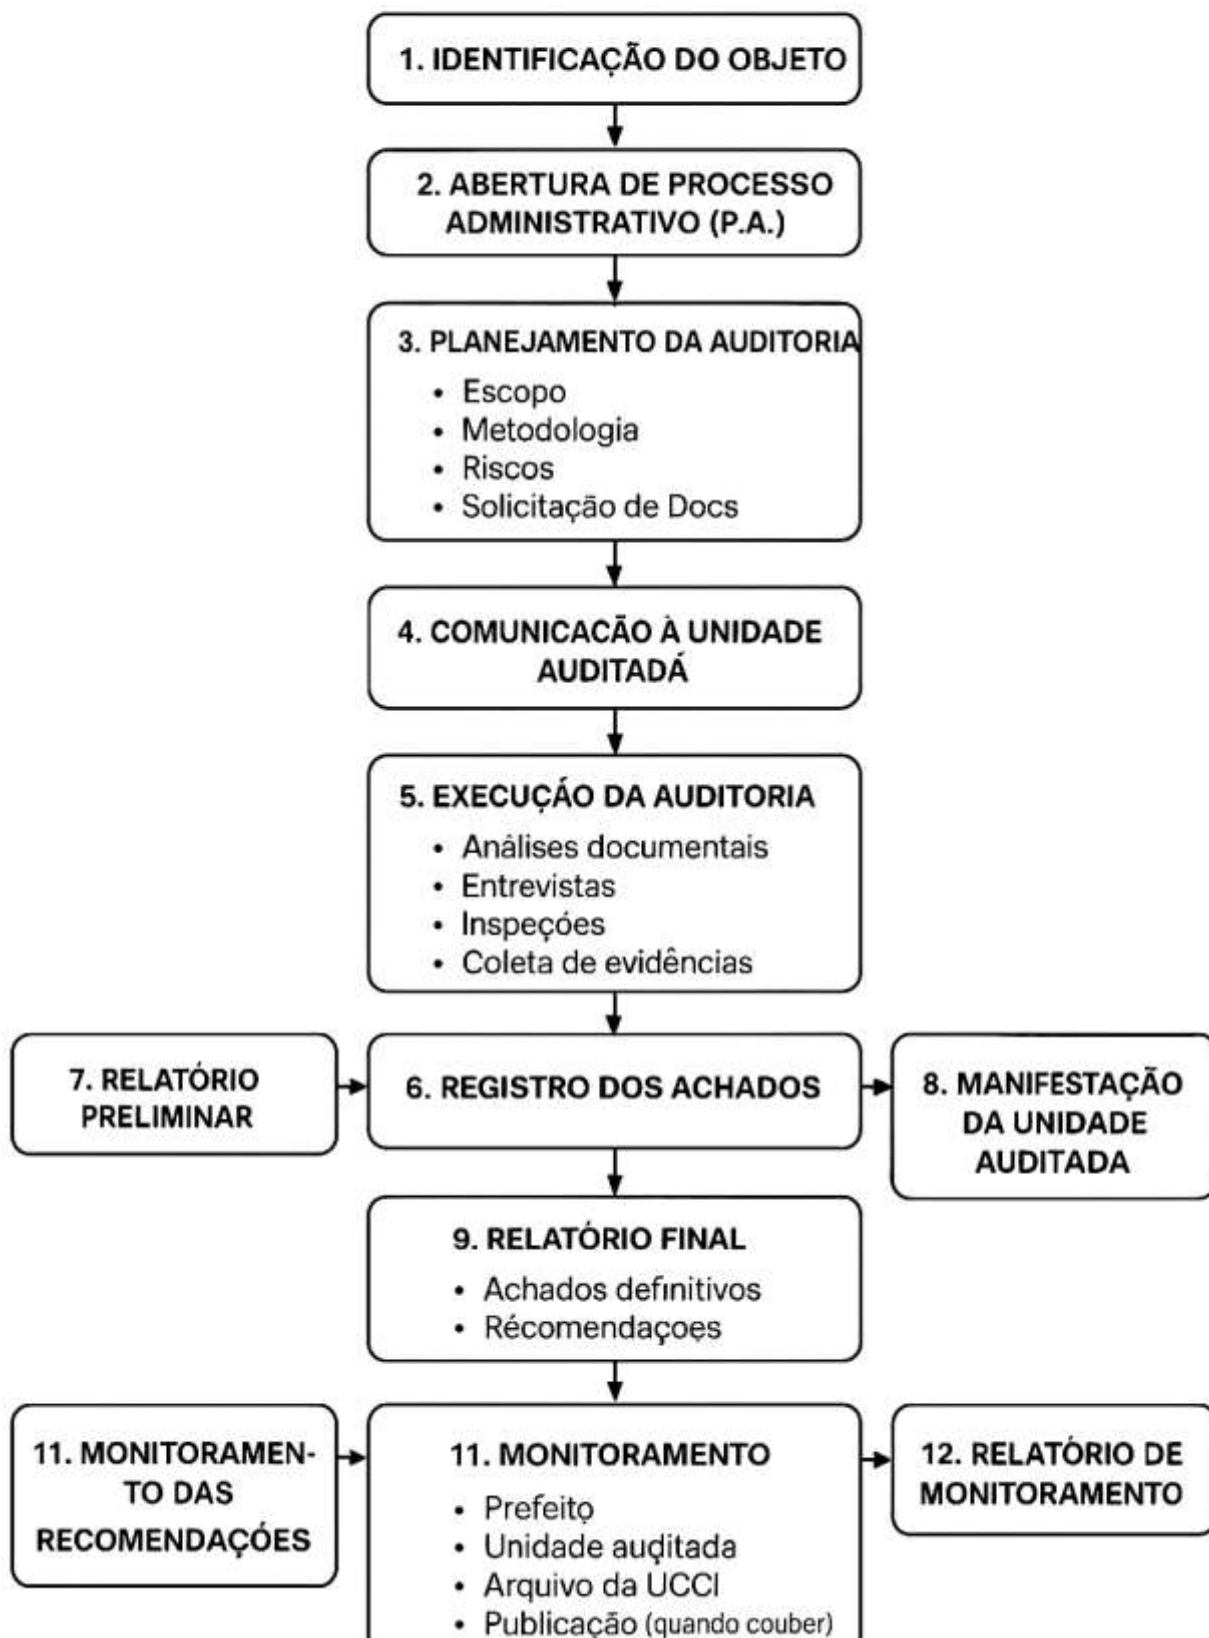 1. IDENTIFICAÇÃO DO OBJETO
2. ABERTURA DE PROCESSO
ADMINISTRATIVO (P.A.)
3. PLANEJAMENTO DA AUDITORIA
• Escopo
• Metodologia
• Riscos
• Solicitação de Docs
4. COMUNICACÃO À UNIDADE
AUDITADÁ
5. EXECUÇÁO DA AUDITORIA
• Análises documentais
• Entrevistas
• Inspeçóes
• Coleta de evidências
7. RELATÓRIO
PRELIMINAR
6. REGISTRO DOS ACHADOS
8. MANIFESTAÇÃO
DA UNIDADE
AUDITADA
9. RELATÓRIO FINAL
• Achados definitivos
• Récomendaçoes
11. MONITORAMEN-
TO DAS
RECOMENDAÇÓES
11. MONITORAMENTO
• Prefeito
• Unidade auditada
• Arquivo da UCCI
• Publicação (quando couber)
12. RELATÓRIO DE
MONITORAMENTO